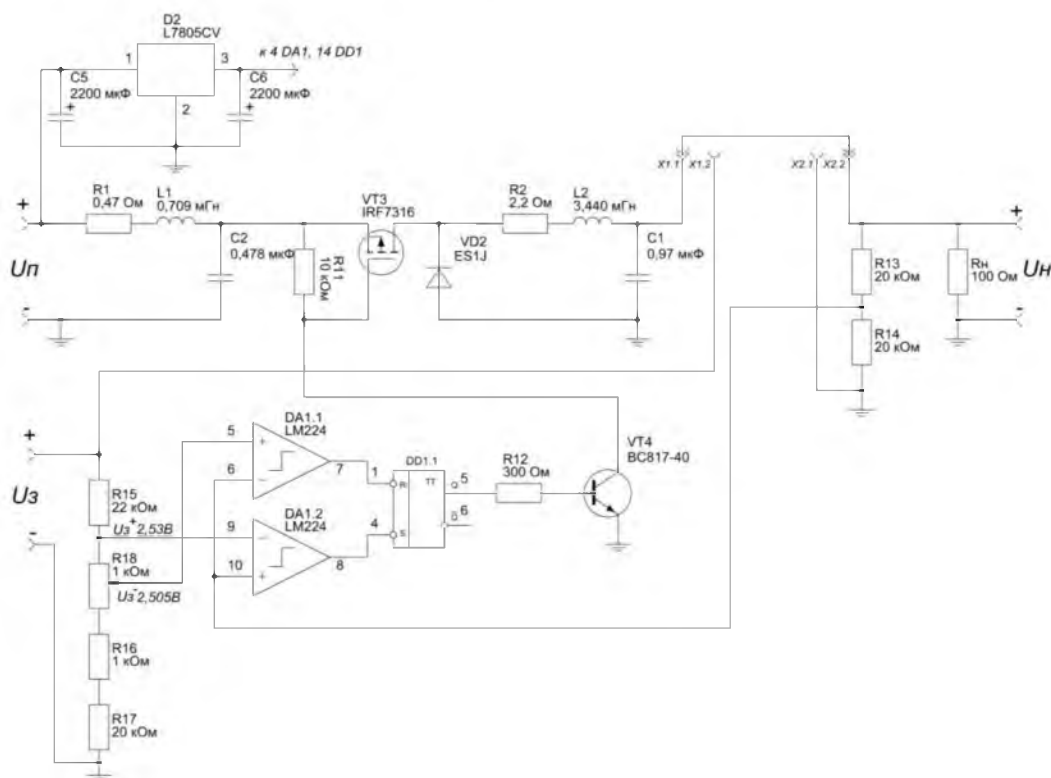 D2
L7805CV
1
3
к 4 DA1, 14 DD1
C5
2200 мкФ
+
C6
2200 мкФ
+
2
R1
0,47 Ом
L1
0,709 мГн
VT3
IRF7316
R2
2,2 Ом
L2
3,440 мГн
X1.1
X1.2
X2.1
X2.2
+
Uп
-
C2
0,478 мкФ
R11
10 кОм
VD2
ES1J
C1
0,97 мкФ
R13
20 кОм
Rн
100 Ом
+
Uн
-
R14
20 кОм
+
Uз
-
R15
22 кОм
Uз+ 2,53В
R18
1 кОм
Uз- 2,505В
R16
1 кОм
R17
20 кОм
DA1.1
LM224
5
+
6
−
7
DA1.2
LM224
9
−
10
+
8
DD1.1
1
R
TT
4
S
Q
5
Q
6
R12
300 Ом
VT4
BC817-40